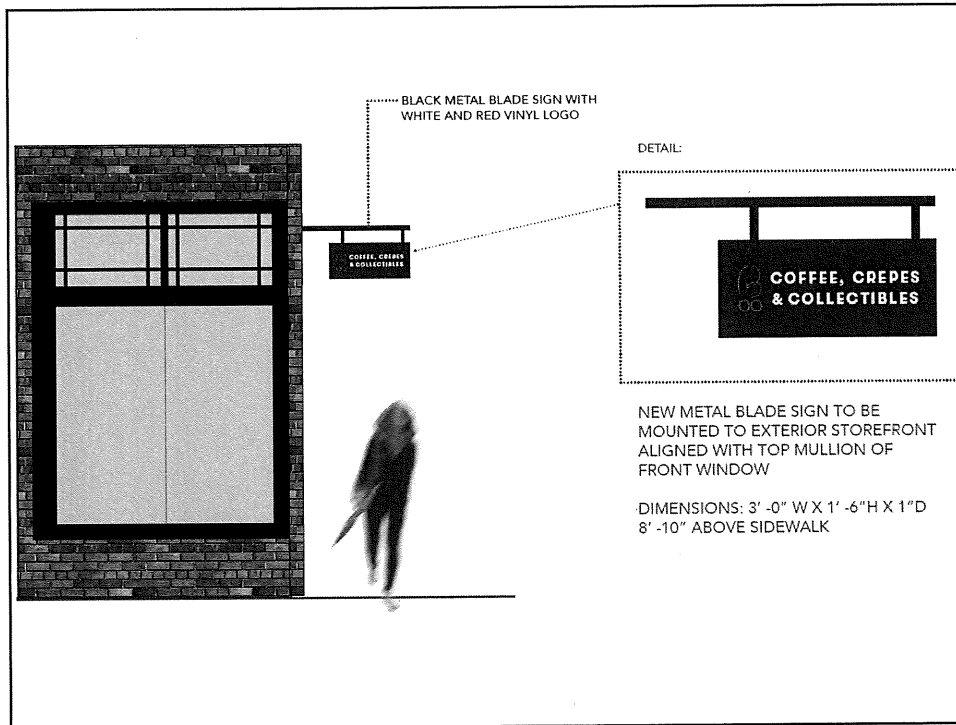 BLACK METAL BLADE SIGN WITH
WHITE AND RED VINYL LOGO
COFFEE, CREPES
& COLLECTIBLES
DETAIL:
COFFEE, CREPES
& COLLECTIBLES
NEW METAL BLADE SIGN TO BE
MOUNTED TO EXTERIOR STOREFRONT
ALIGNED WITH TOP MULLION OF
FRONT WINDOW
DIMENSIONS: 3' -0" W X 1' -6"H X 1"D
8' -10" ABOVE SIDEWALK